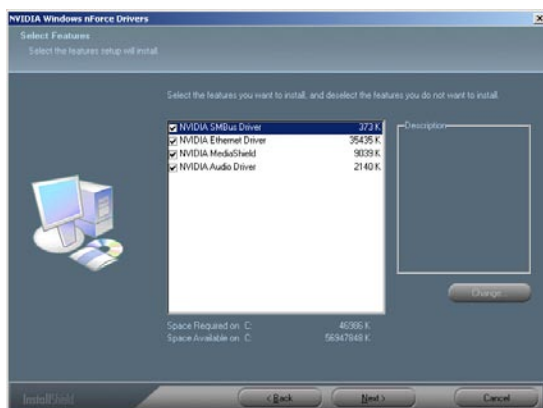 NVIDIA Windows nForce Drivers
Select Features
Select the features setup will install.
Select the features you want to install, and deselect the features you do not want to install.
NVIDIA SMBus Driver 373 K
NVIDIA Ethernet Driver 35435 K
NVIDIA MediaShield 9039 K
NVIDIA Audio Driver 2140 K
Description
Change...
Space Required on C: 46986 K
Space Available on C: 56947848 K
InstallShield
< Back
Next >
Cancel